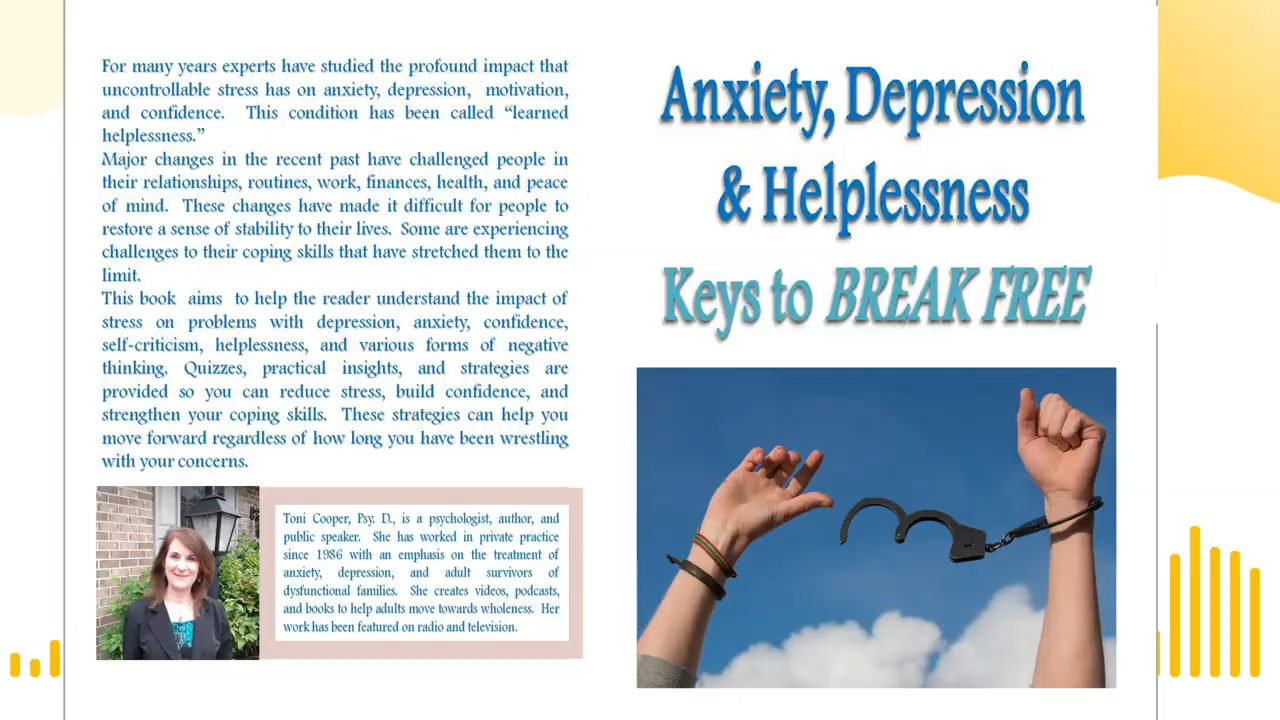 For many years experts have studied the profound impact that
uncontrollable stress has on anxiety, depression, motivation,
and confidence. This condition has been called “learned
helplessness.”
Major changes in the recent past have challenged people in
their relationships, routines, work, finances, health, and peace
of mind. These changes have made it difficult for people to
restore a sense of stability to their lives. Some are experiencing
challenges to their coping skills that have stretched them to the
limit.
This book aims to help the reader understand the impact of
stress on problems with depression, anxiety, confidence,
self-criticism, helplessness, and various forms of negative
thinking. Quizzes, practical insights, and strategies are
provided so you can reduce stress, build confidence, and
strengthen your coping skills. These strategies can help you
move forward regardless of how long you have been wrestling
with your concerns.
Toni Cooper, Psy. D., is a psychologist, author, and
public speaker. She has worked in private practice
since 1986 with an emphasis on the treatment of
anxiety, depression, and adult survivors of
dysfunctional families. She creates videos, podcasts,
and books to help adults move towards wholeness. Her
work has been featured on radio and television.
Anxiety, Depression
& Helplessness
Keys to BREAK FREE